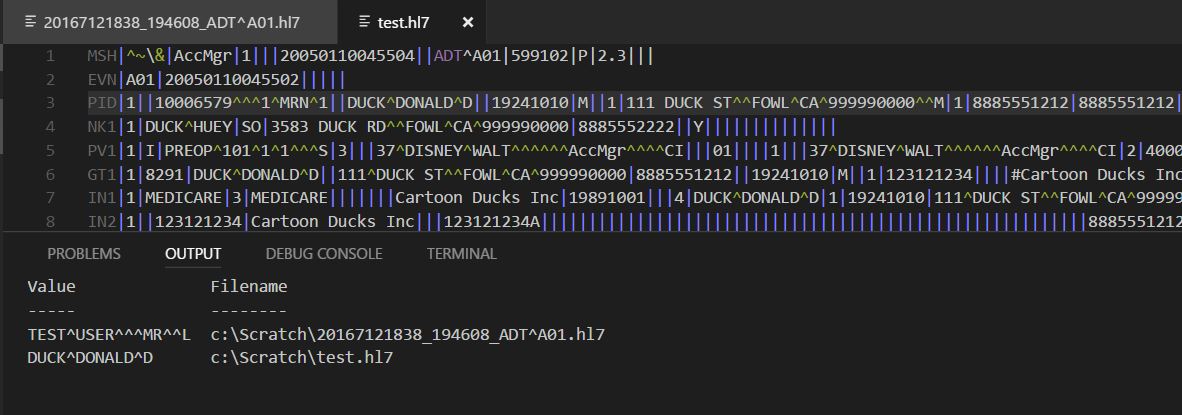 20167121838_194608_ADT^A01.hl7 test.hl7
1 MSH|^~\&|AccMgr|1|||20050110045504||ADT^A01|599102|P|2.3|||
2 EVN|A01|20050110045502|||||
3 PID|1||10006579^^^1^MRN^1||DUCK^DONALD^D||19241010|M||1|111 DUCK ST^^FOWL^CA^999990000^^M|1|8885551212|8885551212|
4 NK1|1|DUCK^HUEY|SO|3583 DUCK RD^^FOWL^CA^999990000|8885552222||Y||||||||||||||
5 PV1|1|I|PREOP^101^1^1^^^S|3|||37^DISNEY^WALT^^^^^^AccMgr^^^^CI|||01||||1|||37^DISNEY^WALT^^^^^^AccMgr^^^^CI|2|4000
6 GT1|1|8291|DUCK^DONALD^D||111^DUCK ST^^FOWL^CA^999990000|8885551212||19241010|M||1|123121234||||#Cartoon Ducks Inc
7 IN1|1|MEDICARE|3|MEDICARE|||||||Cartoon Ducks Inc|19891001|||4|DUCK^DONALD^D|1|19241010|111^DUCK ST^^FOWL^CA^99999
8 IN2|1||123121234|Cartoon Ducks Inc|||123121234A||||||||||||||||||||||||||||||||||||||||||||||||||||||||8885551212
PROBLEMS OUTPUT DEBUG CONSOLE TERMINAL
Value Filename
----- --------
TEST^USER^^^MR^^L c:\Scratch\20167121838_194608_ADT^A01.hl7
DUCK^DONALD^D c:\Scratch\test.hl7